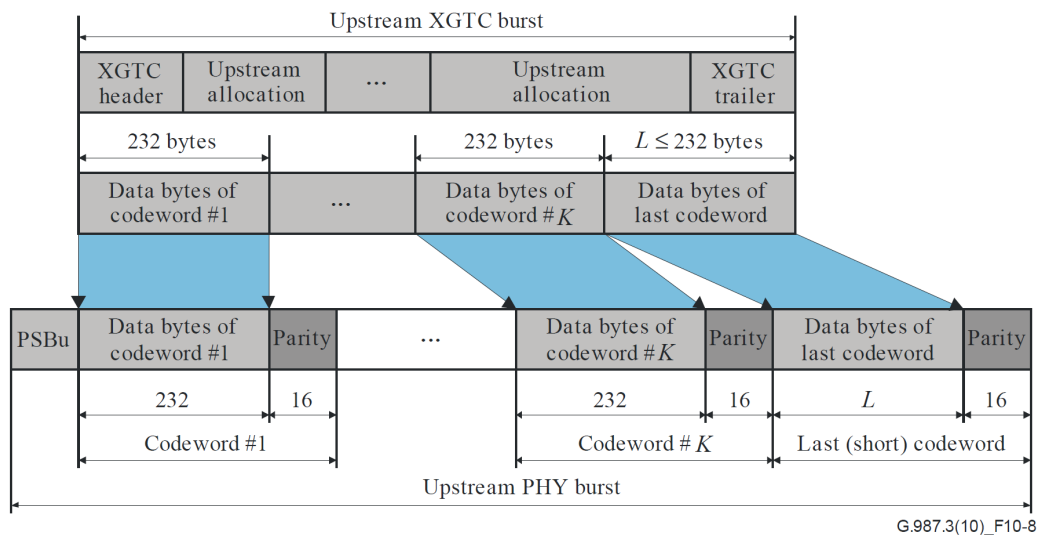 Upstream XGTC burst
XGTC
header
Upstream
allocation
...
Upstream
allocation
XGTC
trailer
232 bytes
232 bytes
L ≤ 232 bytes
Data bytes of
codeword #1
...
Data bytes of
codeword #K
Data bytes of
last codeword
PSBu
Data bytes of
codeword #1
Parity
...
Data bytes of
codeword #K
Parity
Data bytes of
last codeword
Parity
232
16
232
16
L
16
Codeword #1
Codeword #K
Last (short) codeword
Upstream PHY burst
G.987.3(10)_F10-8